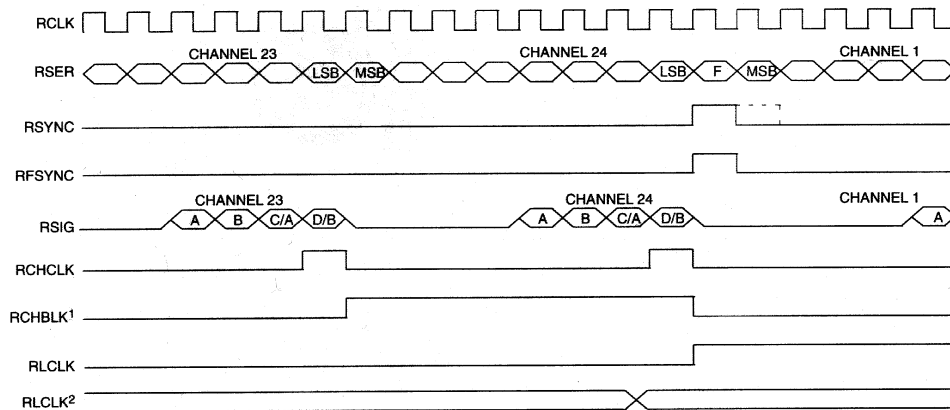 RCLK
CHANNEL 23 CHANNEL 24 CHANNEL 1
RSER LSB MSB LSB F MSB
RSYNC
RFSYNC
CHANNEL 23 CHANNEL 24 CHANNEL 1
RSIG A B C/A D/B A B C/A D/B A
RCHCLK
RCHBLK¹
RLCLK
RLCLK²